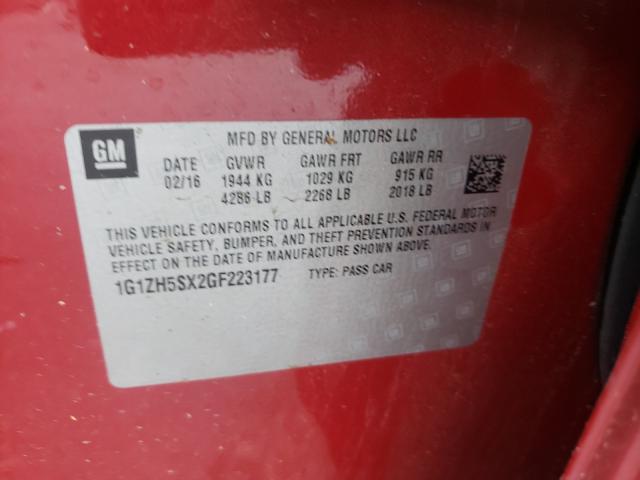 GM
MFD BY GENERAL MOTORS LLC
DATE GVWR GAWR FRT GAWR RR
02/16 1944 KG 1029 KG 915 KG
4286 LB 2268 LB 2018 LB
THIS VEHICLE CONFORMS TO ALL APPLICABLE U.S. FEDERAL MOTOR
VEHICLE SAFETY, BUMPER, AND THEFT PREVENTION STANDARDS IN
EFFECT ON THE DATE OF MANUFACTURE SHOWN ABOVE.
1G1ZH5SX2GF223177 TYPE: PASS CAR